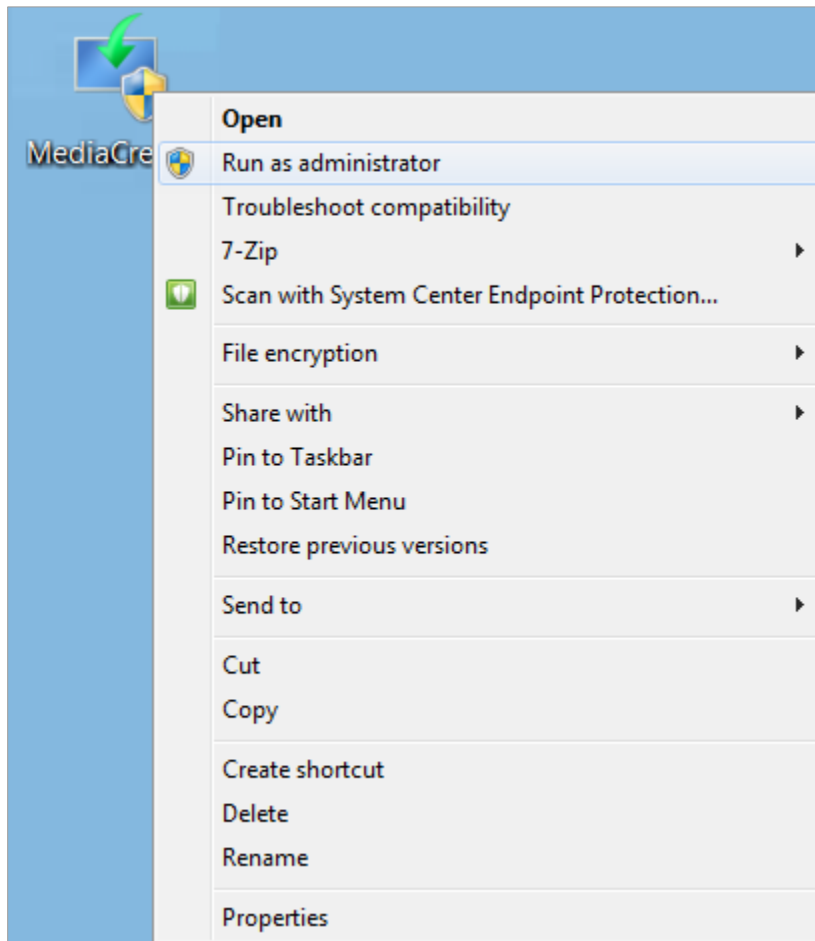 MediaCre
Open
Run as administrator
Troubleshoot compatibility
7-Zip
Scan with System Center Endpoint Protection...
File encryption
Share with
Pin to Taskbar
Pin to Start Menu
Restore previous versions
Send to
Cut
Copy
Create shortcut
Delete
Rename
Properties